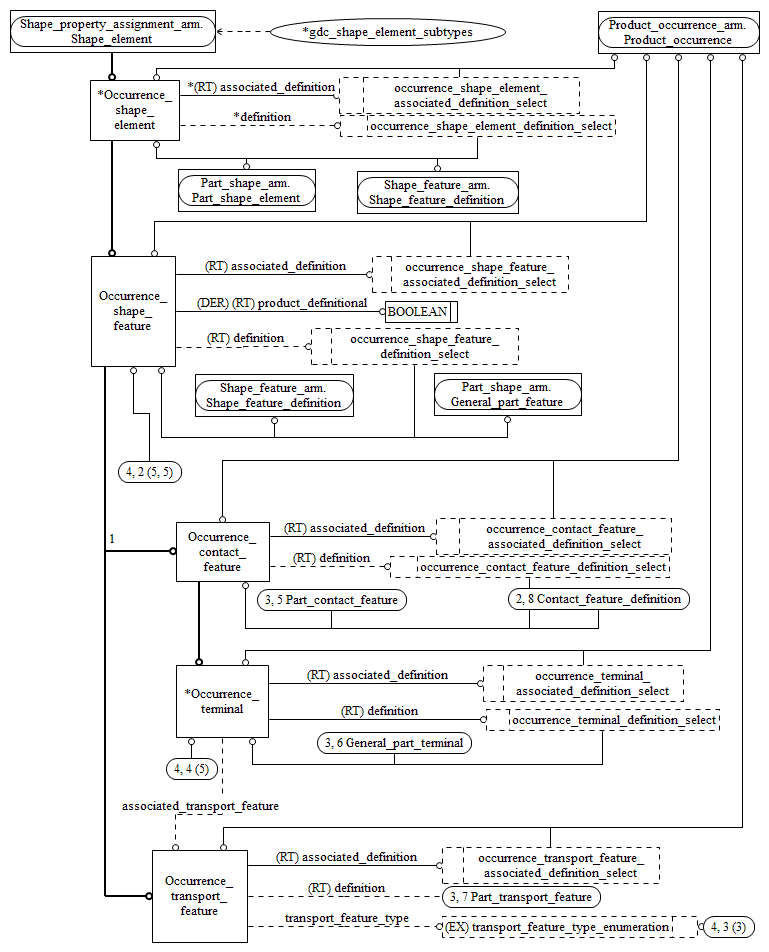 Shape_property_assignment_arm.
Shape_element
*gdc_shape_element_subtypes
Product_occurrence_arm.
Product_occurrence
*Occurrence_
shape_
element
*(RT) associated_definition
occurrence_shape_element_
associated_definition_select
*definition
occurrence_shape_element_definition_select
Part_shape_arm.
Part_shape_element
Shape_feature_arm.
Shape_feature_definition
Occurrence_
shape_
feature
(RT) associated_definition
occurrence_shape_feature_
associated_definition_select
(DER) (RT) product_definitional
BOOLEAN
(RT) definition
occurrence_shape_feature_
definition_select
Shape_feature_arm.
Shape_feature_definition
Part_shape_arm.
General_part_feature
4, 2 (5, 5)
1
Occurrence_
contact_
feature
(RT) associated_definition
occurrence_contact_feature_
associated_definition_select
(RT) definition
occurrence_contact_feature_definition_select
3, 5 Part_contact_feature
2, 8 Contact_feature_definition
*Occurrence_
terminal
(RT) associated_definition
occurrence_terminal_
associated_definition_select
(RT) definition
occurrence_terminal_definition_select
3, 6 General_part_terminal
4, 4 (5)
associated_transport_feature
Occurrence_
transport_
feature
(RT) associated_definition
occurrence_transport_feature_
associated_definition_select
(RT) definition
3, 7 Part_transport_feature
transport_feature_type
(EX) transport_feature_type_enumeration
4, 3 (3)